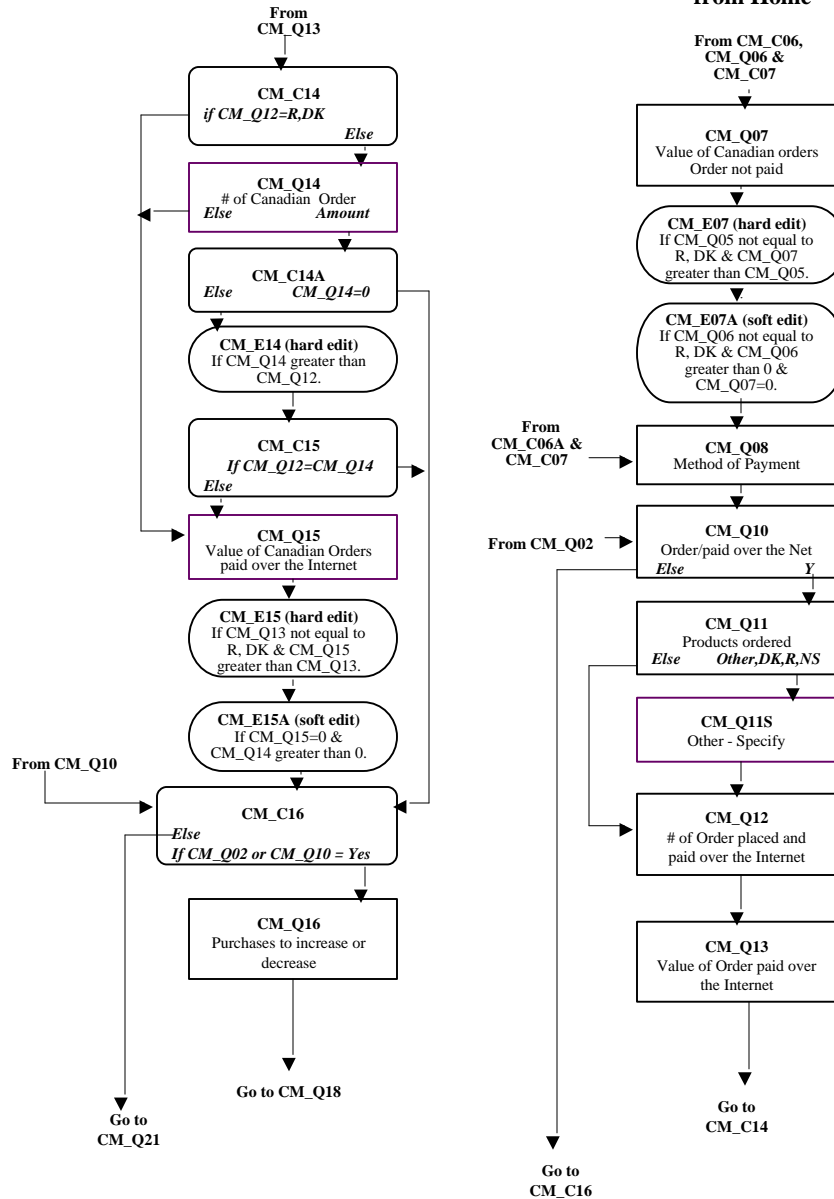 from Home
From
CM_Q13
CM_C14
if CM_Q12=R,DK
Else
CM_Q14
# of Canadian Order
Else Amount
CM_C14A
Else CM_Q14=0
CM_E14 (hard edit)
If CM_Q14 greater than
CM_Q12.
CM_C15
If CM_Q12=CM_Q14
Else
CM_Q15
Value of Canadian Orders
paid over the Internet
CM_E15 (hard edit)
If CM_Q13 not equal to
R, DK & CM_Q15
greater than CM_Q13.
CM_E15A (soft edit)
If CM_Q15=0 &
CM_Q14 greater than 0.
From CM_Q10
CM_C16
Else
If CM_Q02 or CM_Q10 = Yes
CM_Q16
Purchases to increase or
decrease
Go to CM_Q18
Go to
CM_Q21
From CM_C06,
CM_Q06 &
CM_C07
CM_Q07
Value of Canadian orders
Order not paid
CM_E07 (hard edit)
If CM_Q05 not equal to
R, DK & CM_Q07
greater than CM_Q05.
CM_E07A (soft edit)
If CM_Q06 not equal to
R, DK & CM_Q06
greater than 0 &
CM_Q07=0.
From
CM_C06A &
CM_C07
CM_Q08
Method of Payment
From CM_Q02
CM_Q10
Order/paid over the Net
Else Y
CM_Q11
Products ordered
Else Other,DK,R,NS
CM_Q11S
Other - Specify
CM_Q12
# of Order placed and
paid over the Internet
CM_Q13
Value of Order paid over
the Internet
Go to
CM_C14
Go to
CM_C16